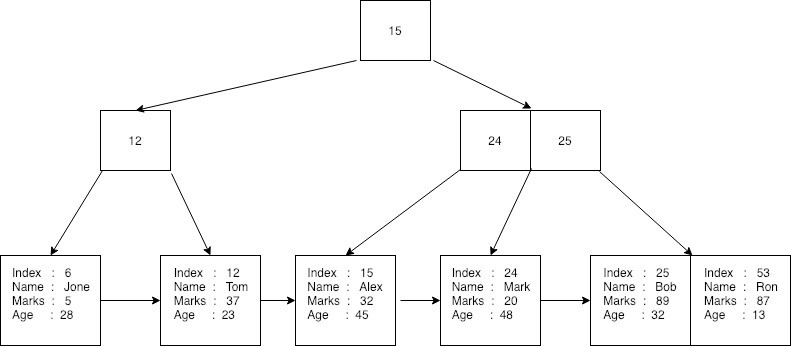 15
12
24
25
Index : 6
Name : Jone
Marks : 5
Age : 28
Index : 12
Name : Tom
Marks : 37
Age : 23
Index : 15
Name : Alex
Marks : 32
Age : 45
Index : 24
Name : Mark
Marks : 20
Age : 48
Index : 25
Name : Bob
Marks : 89
Age : 32
Index : 53
Name : Ron
Marks : 87
Age : 13